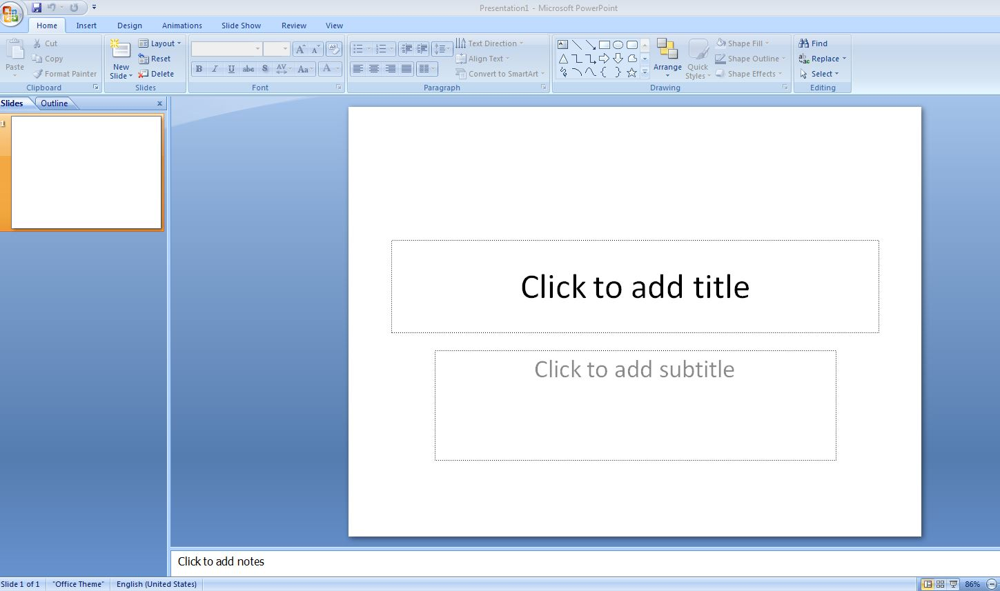 Presentation1 - Microsoft PowerPoint
Home Insert Design Animations Slide Show Review View
Paste Cut Copy Format Painter
Clipboard
New Slide Layout Reset Delete
Slides
B I U abc S AV Aa A
Font
Text Direction
Align Text
Convert to SmartArt
Paragraph
Arrange Quick Styles
Shape Fill
Shape Outline
Shape Effects
Drawing
Find
Replace
Select
Editing
Slides Outline x
1
Click to add title
Click to add subtitle
Click to add notes
Slide 1 of 1 "Office Theme" English (United States) 86%